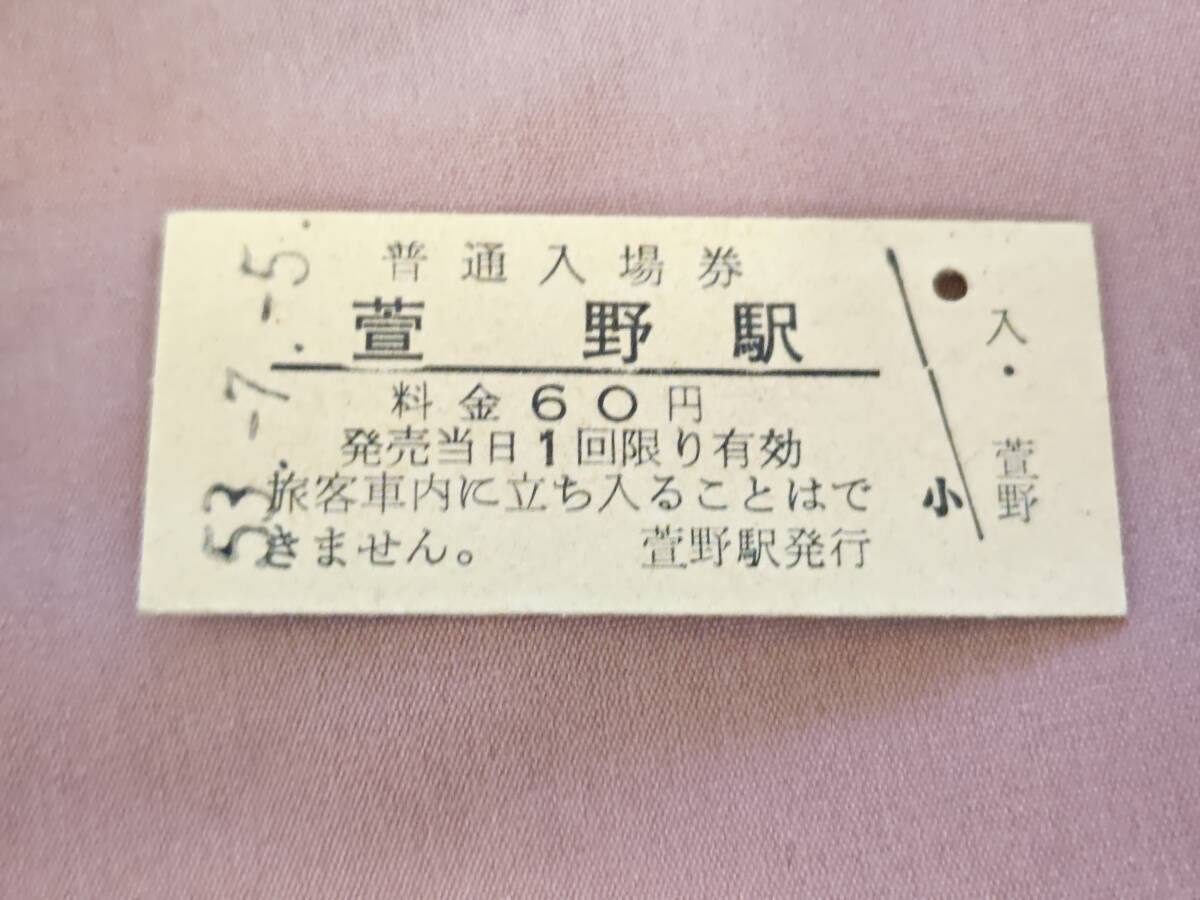 普通入場券
萱野駅
料金60円
発売当日1回限り有効
旅客車内に立ち入ることはで
きません。 萱野駅発行
53.-7.-5
小
入・萱野